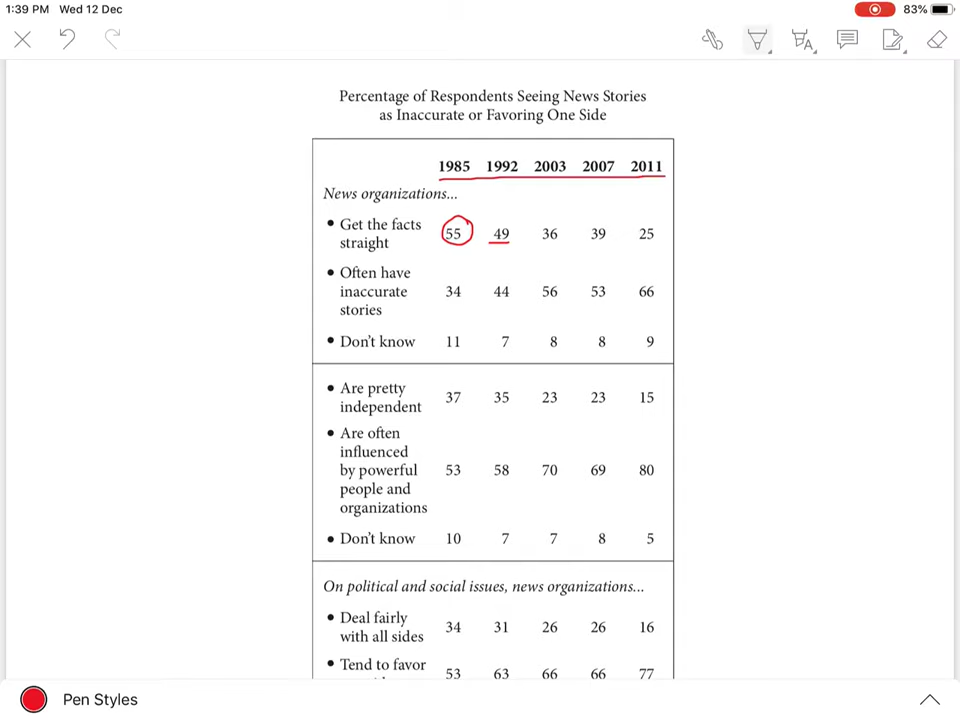 1:39 PM Wed 12 Dec
83%
Percentage of Respondents Seeing News Stories
as Inaccurate or Favoring One Side
1985 1992 2003 2007 2011
News organizations...
• Get the facts
straight 55 49 36 39 25
• Often have
inaccurate 34 44 56 53 66
stories
• Don't know 11 7 8 8 9
• Are pretty
independent 37 35 23 23 15
• Are often
influenced
by powerful 53 58 70 69 80
people and
organizations
• Don't know 10 7 7 8 5
On political and social issues, news organizations...
• Deal fairly
with all sides 34 31 26 26 16
• Tend to favor
53 63 66 66 77
Pen Styles